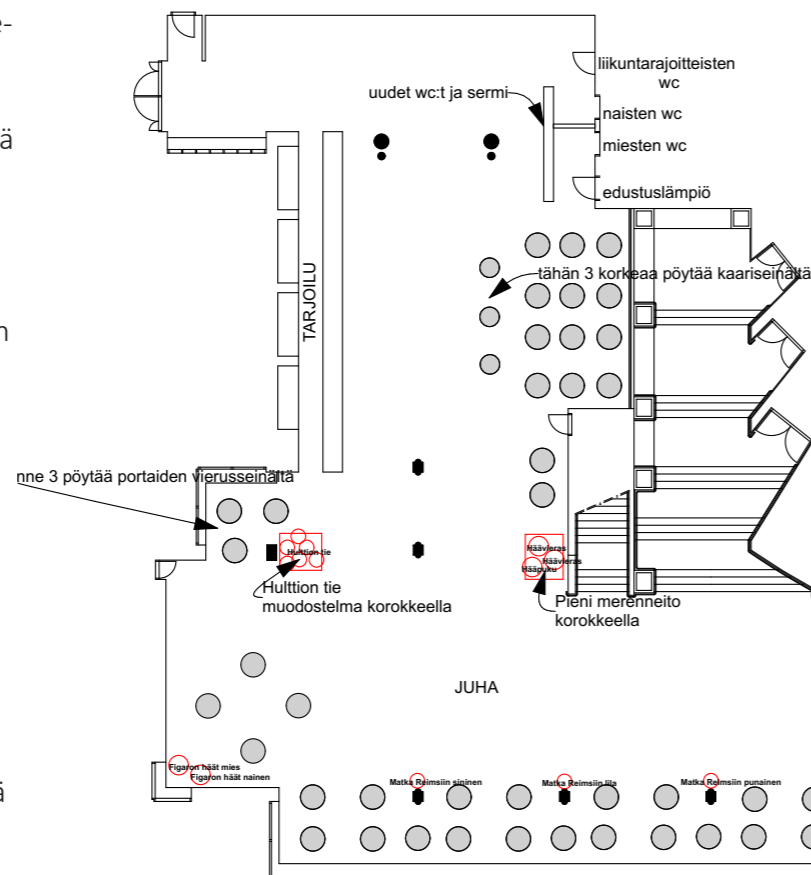 e-
liikuntarajoitteisten
wc
uudet wc:t ja sermi
naisten wc
ä
miesten wc
edustuslämpiö
tähän 3 korkeaa pöytää kaariseinältä
n
TARJOILU
nne 3 pöytää portaiden vierusseinältä
Hulttion tie
Häävieras
Häävieras
Hääpuku
Hulttion tie
muodostelma korokkeella
Pieni merenneito
korokkeella
JUHA
Figaron häät mies
Figaron häät nainen
Matka Reimsiin sininen
Matka Reimsiin lila
Matka Reimsiin punainen
ä